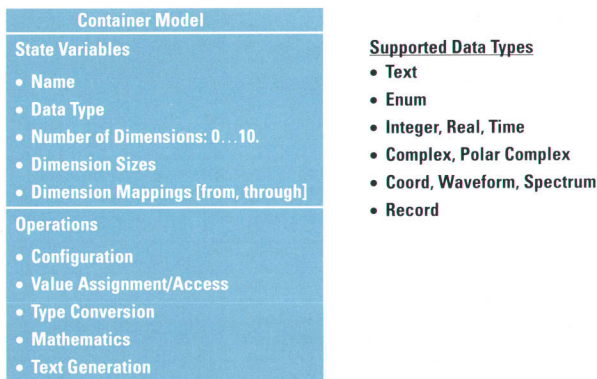 Container Model
State Variables
• Name
• Data Type
• Number of Dimensions: 0...10.
• Dimension Sizes
• Dimension Mappings [from, through]
Operations
• Configuration
• Value Assignment/Access
• Type Conversion
• Mathematics
• Text Generation
Supported Data Types
• Text
• Enum
• Integer, Real, Time
• Complex, Polar Complex
• Coord, Waveform, Spectrum
• Record